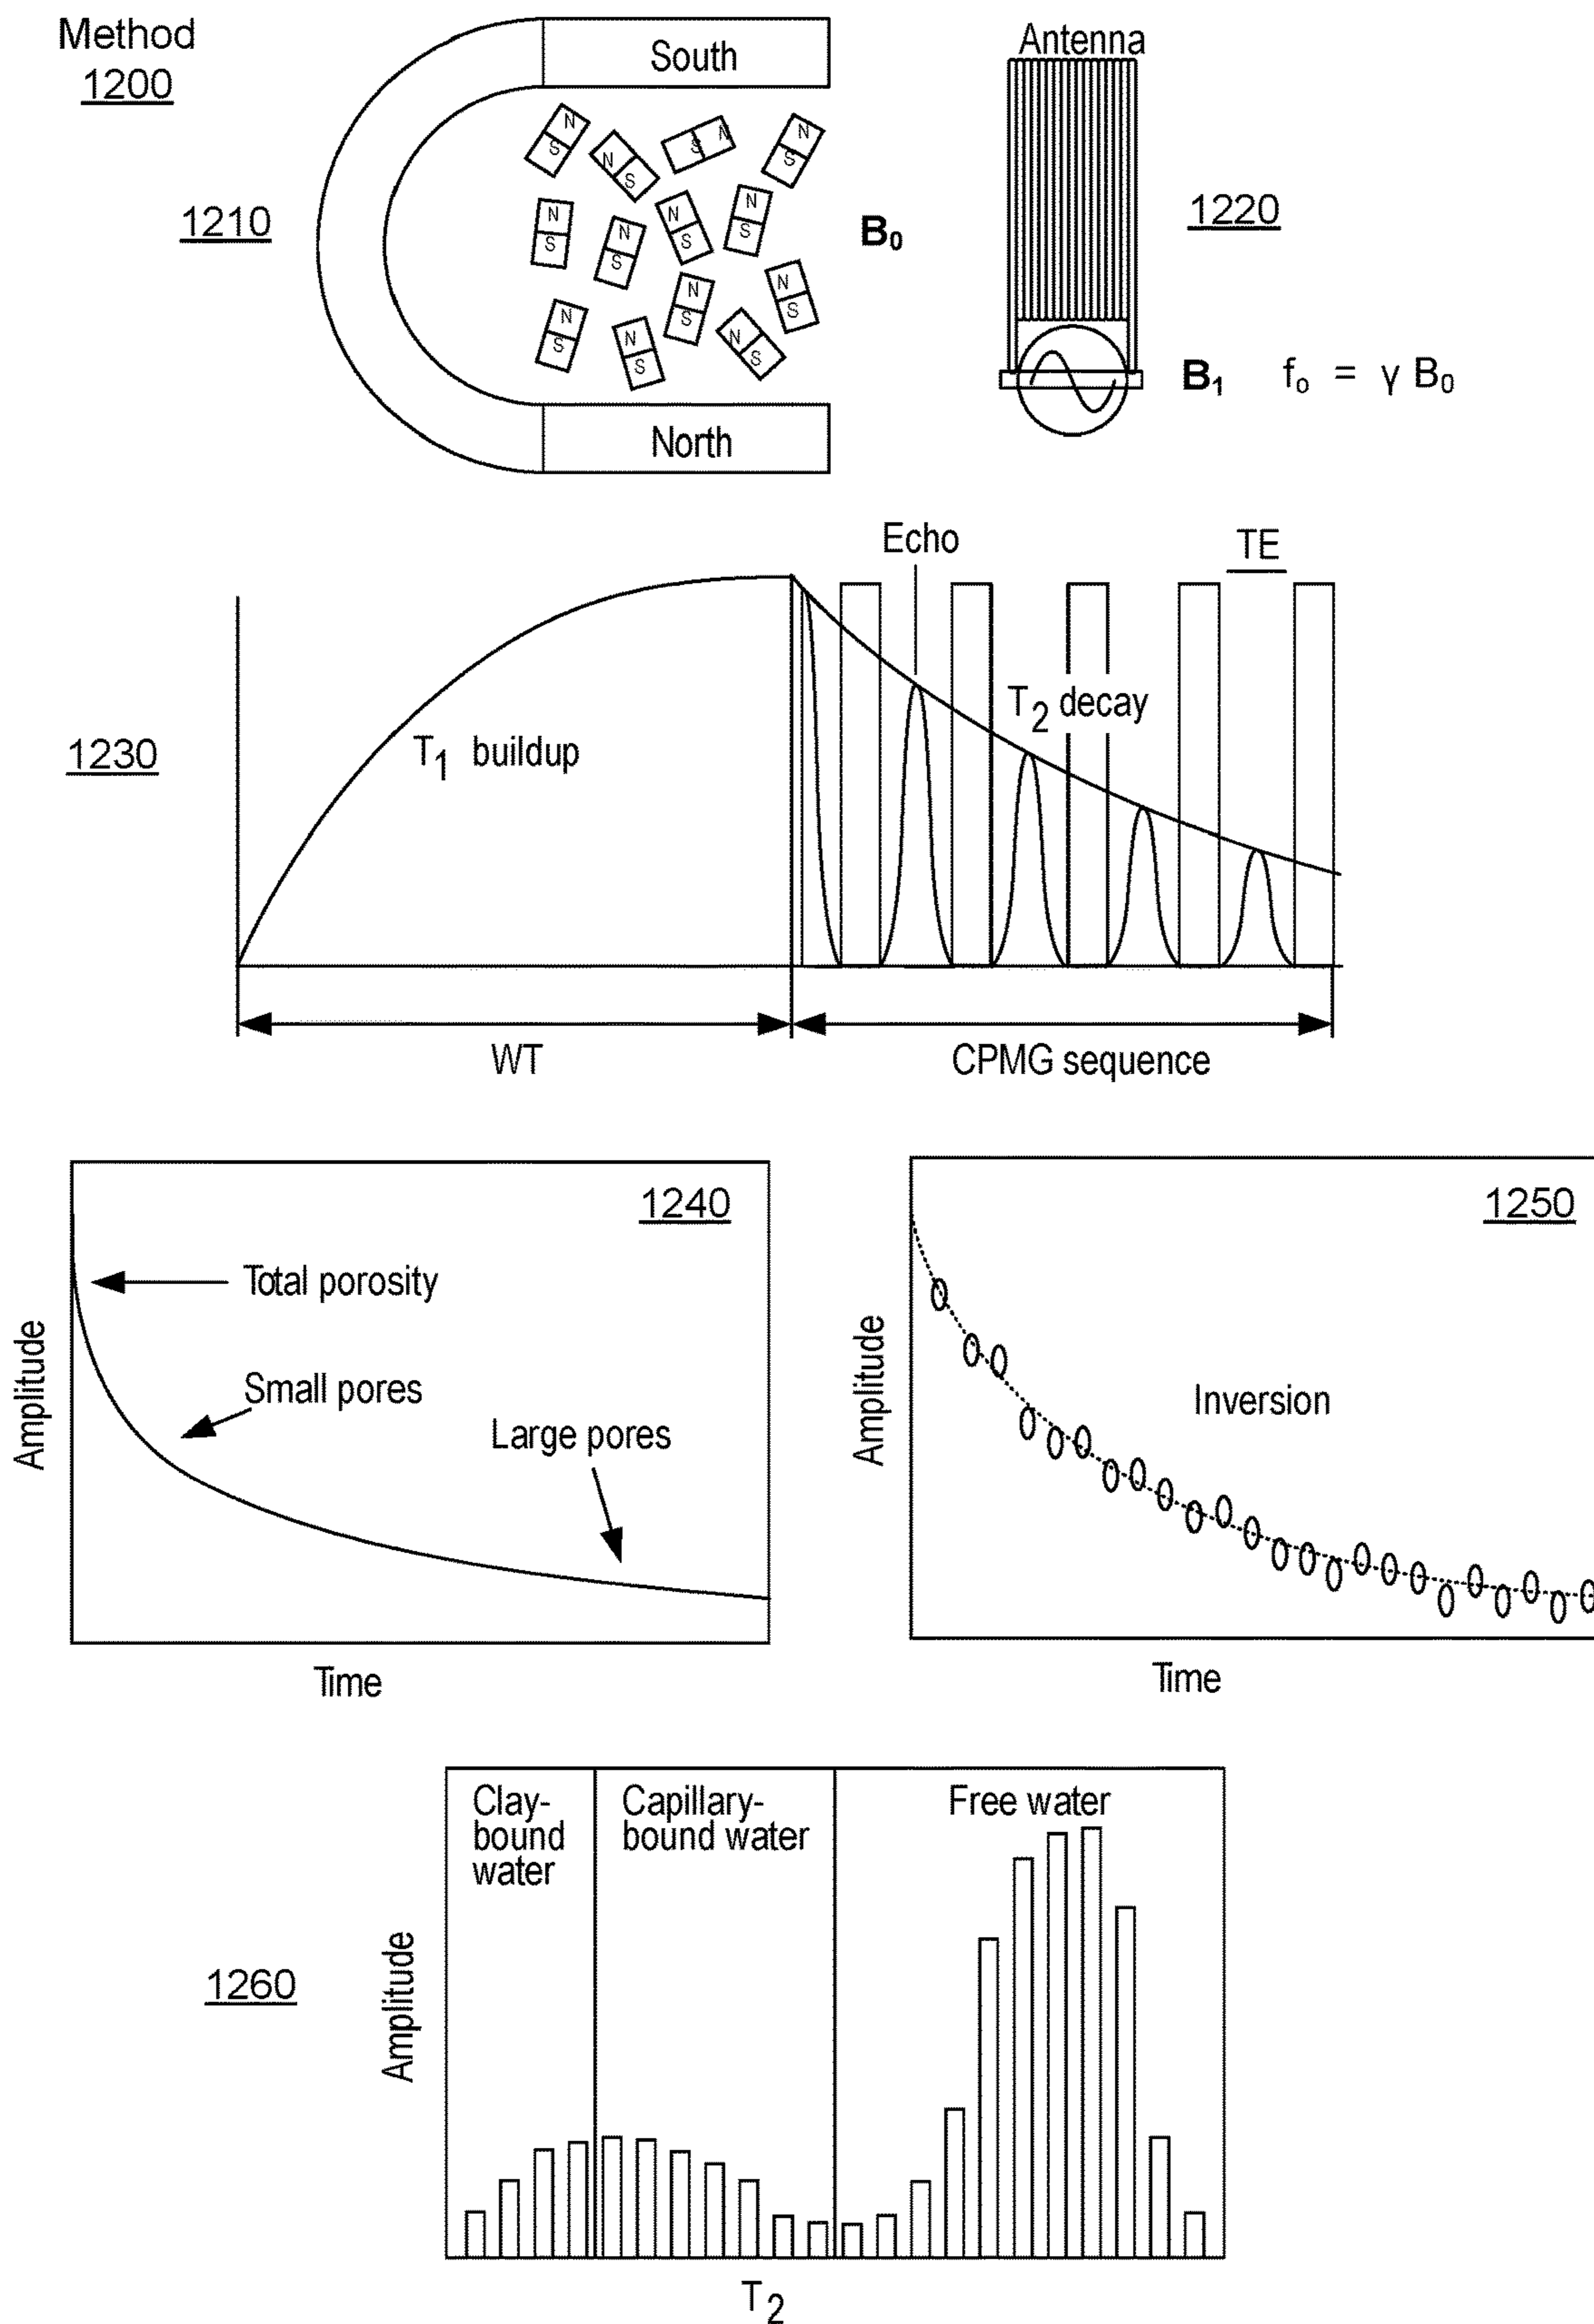 Method
1200
South
Antenna
N
S
N
S
S
N
N
S
1210
N
S
N
S
N
S
N
S
B₀
1220
N
S
N
S
N
S
N
S
N
S
B₁ fₒ = γ B₀
North
Echo
TE
T₂ decay
1230
T₁ buildup
WT
CPMG sequence
1240
Total porosity
Small pores
Large pores
Amplitude
Time
1250
Inversion
Amplitude
Time
Clay-
bound
water
Capillary-
bound water
Free water
1260
Amplitude
T₂